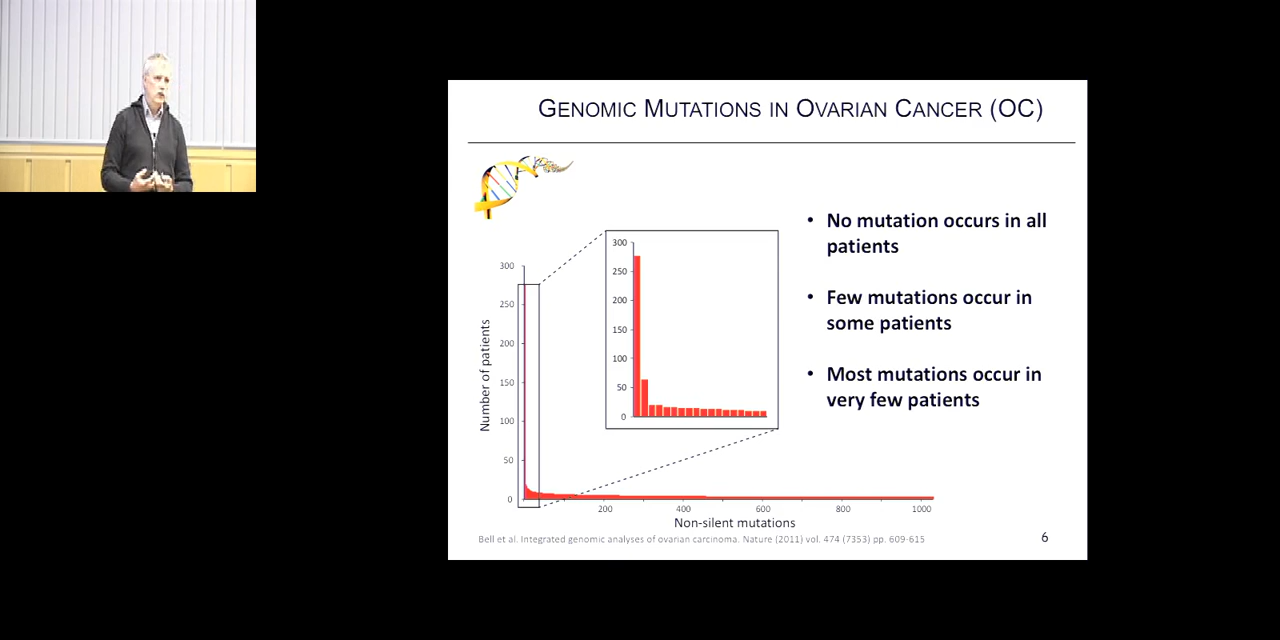 GENOMIC MUTATIONS IN OVARIAN CANCER (OC)
• No mutation occurs in all
patients
• Few mutations occur in
some patients
• Most mutations occur in
very few patients
300
250
200
150
100
50
0
Number of patients
300
250
200
150
100
50
0
200
400
600
800
1000
Non-silent mutations
Bell et al. Integrated genomic analyses of ovarian carcinoma. Nature (2011) vol. 474 (7353) pp. 609-615
6